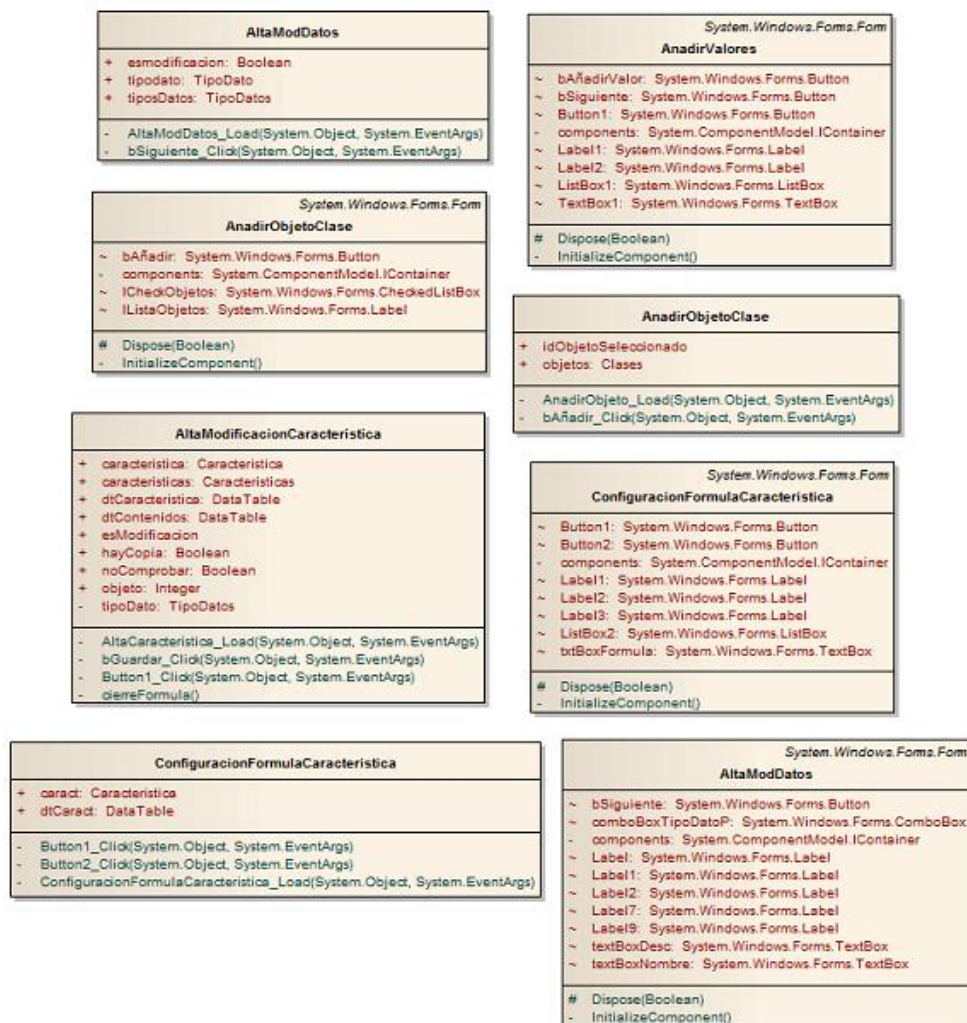 AltaModDatos
+ esmodificacion: Boolean
+ tipodato: TipoDato
+ tiposDatos: TipoDatos
- AltaModDatos_Load(System.Object, System.EventArgs)
- bSiguiente_Click(System.Object, System.EventArgs)
System.Windows.Forms.Form
AnadirValores
~ bAñadirValor: System.Windows.Forms.Button
~ bSiguiente: System.Windows.Forms.Button
~ Button1: System.Windows.Forms.Button
- components: System.ComponentModel.IContainer
~ Label1: System.Windows.Forms.Label
~ Label2: System.Windows.Forms.Label
~ ListBox1: System.Windows.Forms.ListBox
~ TextBox1: System.Windows.Forms.TextBox
# Dispose(Boolean)
- InitializeComponent()
System.Windows.Forms.Form
AnadirObjetoClase
~ bAñadir: System.Windows.Forms.Button
- components: System.ComponentModel.IContainer
~ lCheckObjetos: System.Windows.Forms.CheckedListBox
~ lListaObjetos: System.Windows.Forms.Label
# Dispose(Boolean)
- InitializeComponent()
AnadirObjetoClase
+ idObjetoSeleccionado
+ objetos: Clases
- AnadirObjeto_Load(System.Object, System.EventArgs)
- bAñadir_Click(System.Object, System.EventArgs)
AltaModificacionCaracteristica
+ caracteristica: Caracteristica
+ caracteristicas: Caracteristicas
+ dtCaracteristica: DataTable
+ dtContenidos: DataTable
+ esModificacion
+ hayCopia: Boolean
+ noComprobar: Boolean
+ objeto: Integer
- tipoDato: TipoDatos
- AltaCaracteristica_Load(System.Object, System.EventArgs)
- bGuardar_Click(System.Object, System.EventArgs)
- Button1_Click(System.Object, System.EventArgs)
- cierreFormula()
System.Windows.Forms.Form
ConfiguracionFormulaCaracteristica
~ Button1: System.Windows.Forms.Button
~ Button2: System.Windows.Forms.Button
- components: System.ComponentModel.IContainer
~ Label1: System.Windows.Forms.Label
~ Label2: System.Windows.Forms.Label
~ Label3: System.Windows.Forms.Label
~ ListBox2: System.Windows.Forms.ListBox
~ txtBoxFormula: System.Windows.Forms.TextBox
# Dispose(Boolean)
- InitializeComponent()
ConfiguracionFormulaCaracteristica
+ caract: Caracteristica
+ dtCaract: DataTable
- Button1_Click(System.Object, System.EventArgs)
- Button2_Click(System.Object, System.EventArgs)
- ConfiguracionFormulaCaracteristica_Load(System.Object, System.EventArgs)
System.Windows.Forms.Form
AltaModDatos
~ bSiguiente: System.Windows.Forms.Button
~ comboBoxTipoDatoP: System.Windows.Forms.ComboBox
- components: System.ComponentModel.IContainer
~ Label: System.Windows.Forms.Label
~ Label1: System.Windows.Forms.Label
~ Label2: System.Windows.Forms.Label
~ Label7: System.Windows.Forms.Label
~ Label9: System.Windows.Forms.Label
~ textBoxDesc: System.Windows.Forms.TextBox
~ textBoxNombre: System.Windows.Forms.TextBox
# Dispose(Boolean)
- InitializeComponent()